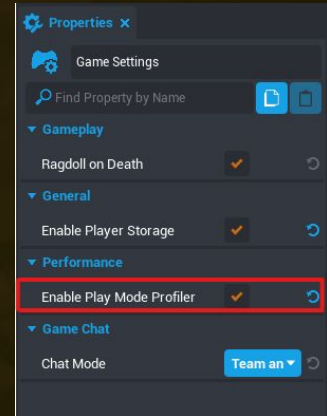 Properties
Game Settings
Find Property by Name
Gameplay
Ragdoll on Death
General
Enable Player Storage
Performance
Enable Play Mode Profiler
Game Chat
Chat Mode Team an